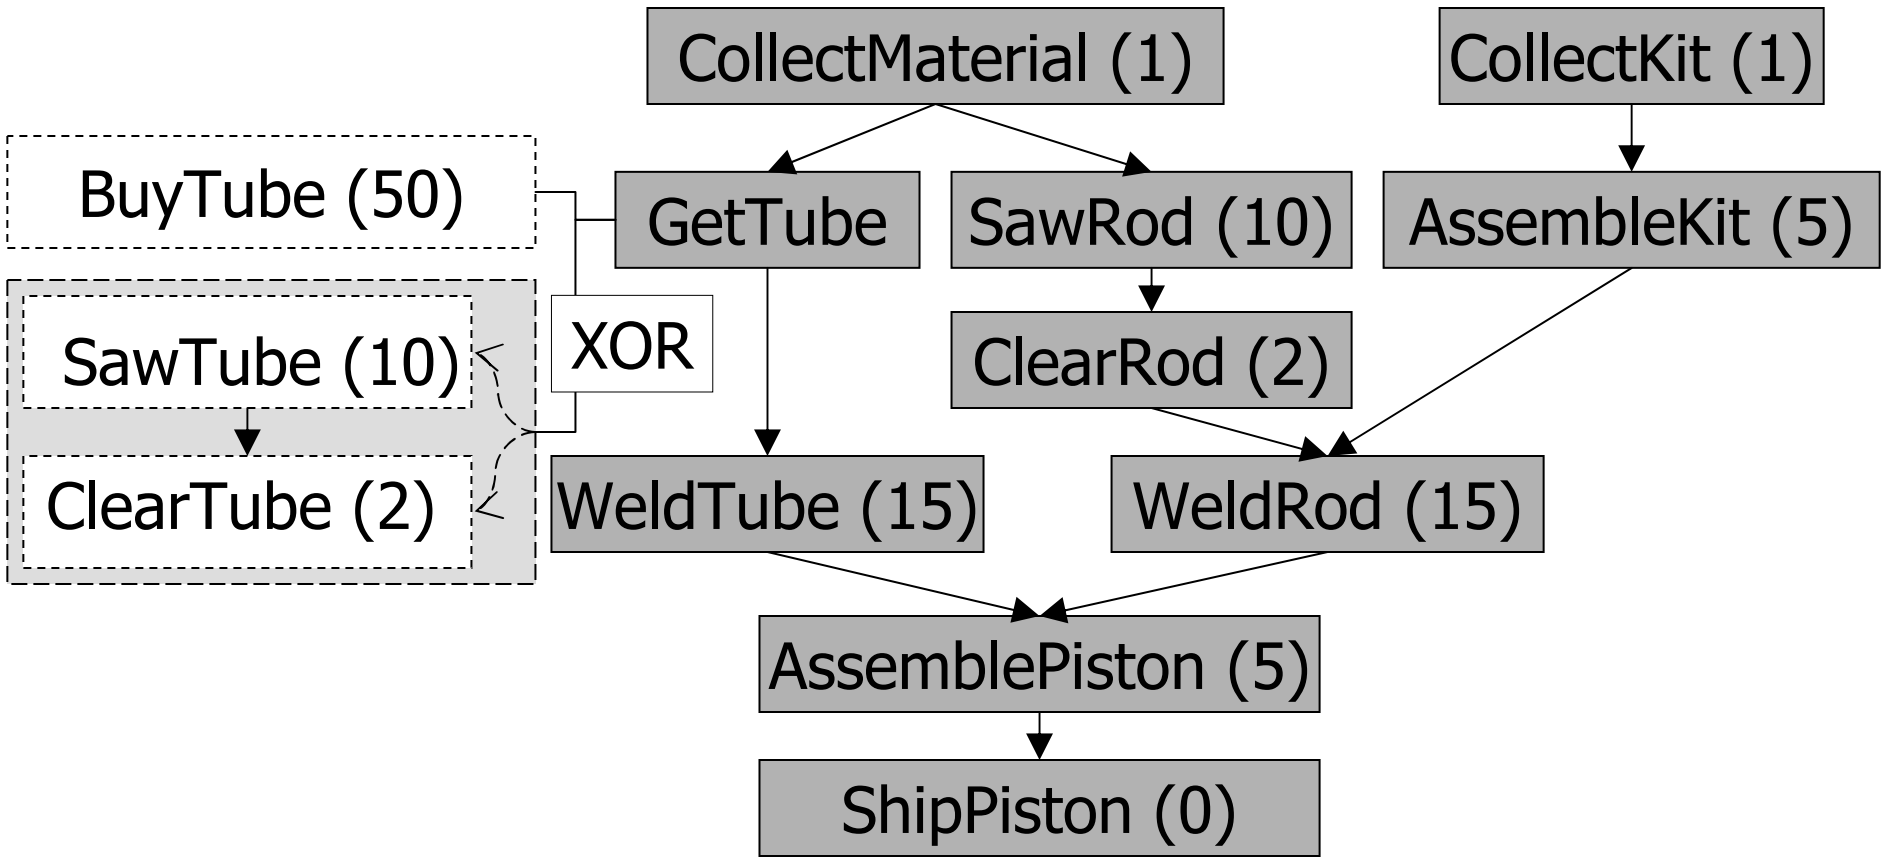 CollectMaterial (1)
CollectKit (1)
BuyTube (50)
GetTube
SawRod (10)
AssembleKit (5)
SawTube (10)
XOR
ClearRod (2)
ClearTube (2)
WeldTube (15)
WeldRod (15)
AssemblePiston (5)
ShipPiston (0)